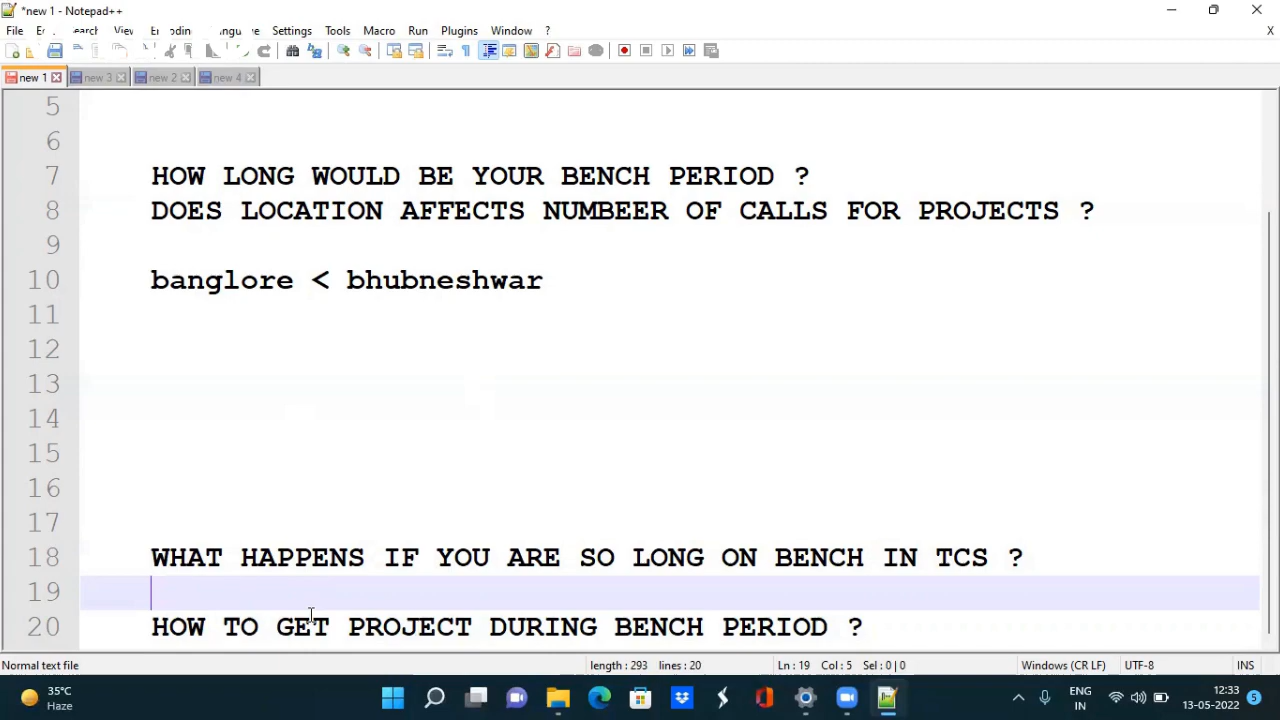 *new 1 - Notepad++
File Settings Tools Macro Run Plugins Window ?
X
new 1 new 3 new 2 new 4
5
6
7 HOW LONG WOULD BE YOUR BENCH PERIOD ?
8 DOES LOCATION AFFECTS NUMBEER OF CALLS FOR PROJECTS ?
9
10 banglore < bhubneshwar
11
12
13
14
15
16
17
18 WHAT HAPPENS IF YOU ARE SO LONG ON BENCH IN TCS ?
19
20 HOW TO GET PROJECT DURING BENCH PERIOD ?
Normal text file length : 293 lines : 20 Ln : 19 Col : 5 Sel : 0 | 0 Windows (CR LF) UTF-8 INS
35°C
Haze
ENG
IN
12:33
13-05-2022
5